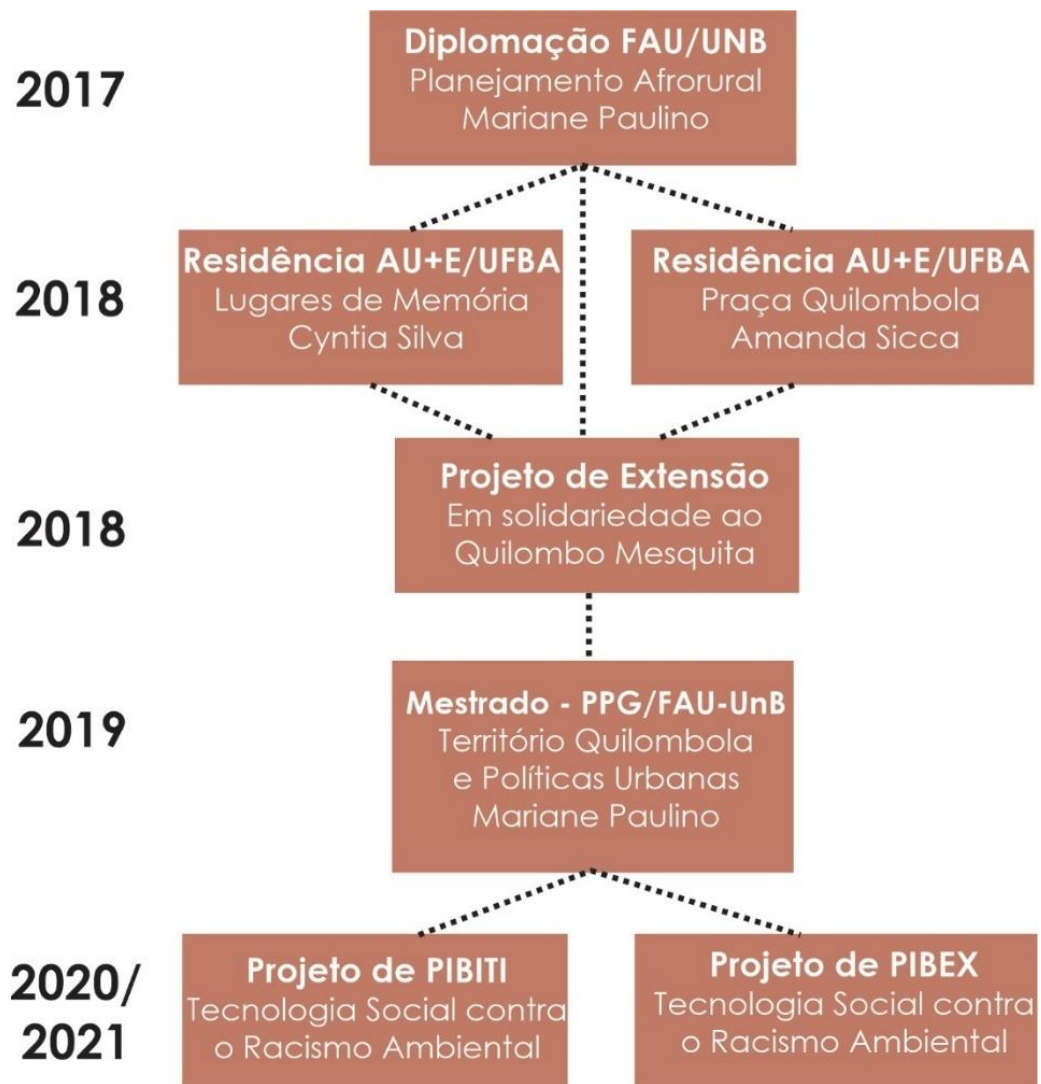 2017
Diplomação FAU/UNB
Planejamento Afrorural
Mariane Paulino
2018
Residência AU+E/UFBA
Lugares de Memória
Cyntia Silva
Residência AU+E/UFBA
Praça Quilombola
Amanda Sicca
2018
Projeto de Extensão
Em solidariedade ao
Quilombo Mesquita
2019
Mestrado - PPG/FAU-UnB
Território Quilombola
e Políticas Urbanas
Mariane Paulino
2020/
2021
Projeto de PIBITI
Tecnologia Social contra
o Racismo Ambiental
Projeto de PIBEX
Tecnologia Social contra
o Racismo Ambiental